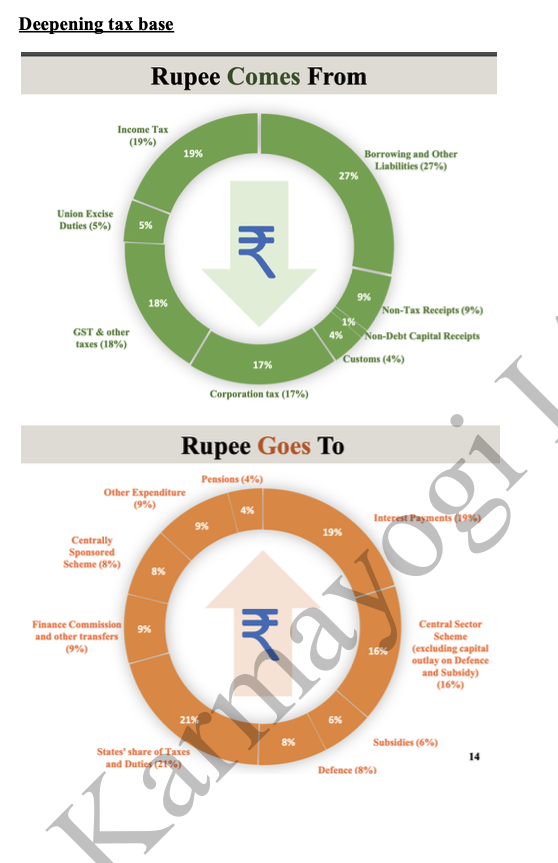 Deepening tax base
Rupee Comes From
Income Tax
(19%)
19%
Borrowing and Other
Liabilities (27%)
27%
Union Excise
Duties (5%)
5%
₹
9%
Non-Tax Receipts (9%)
18%
1%
Non-Debt Capital Receipts
GST & other
taxes (18%)
4%
Customs (4%)
17%
Corporation tax (17%)
Rupee Goes To
Pensions (4%)
Other Expenditure
(9%)
4%
9%
19%
Interest Payments (19%)
Centrally
Sponsored
Scheme (8%)
8%
Finance Commission
and other transfers
(9%)
9%
₹
Central Sector
Scheme
(excluding capital
outlay on Defence
and Subsidy)
(16%)
16%
21%
6%
8%
Subsidies (6%)
States' share of Taxes
and Duties (21%)
Defence (8%)
14
Karmayogi I